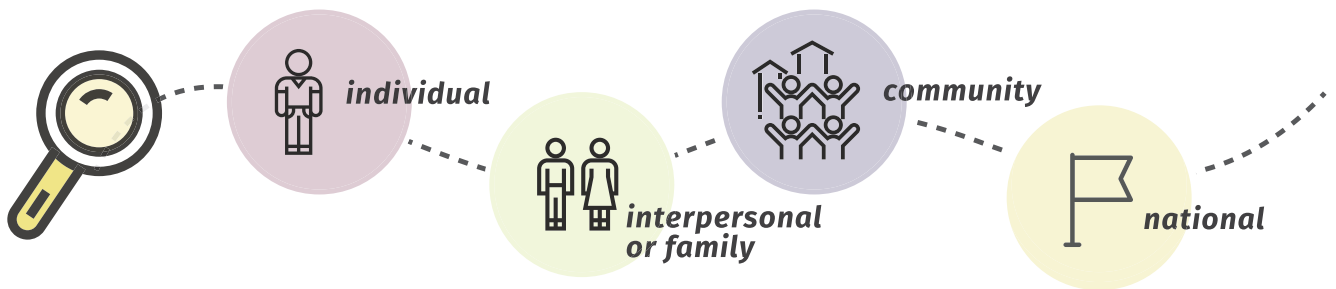 individual
interpersonal
or family
community
national